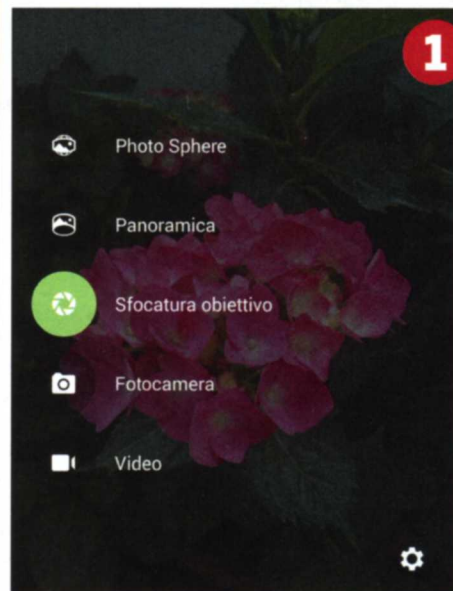 1
Photo Sphere
Panoramica
Sfocatura obiettivo
Fotocamera
Video